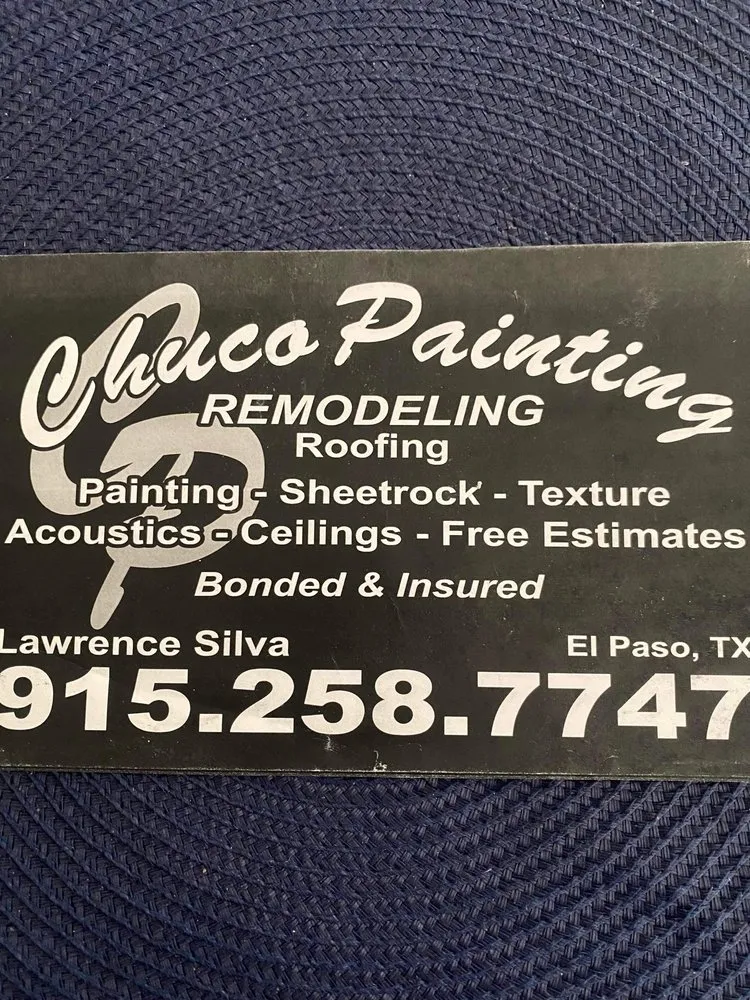 Chuco Painting
REMODELING
Roofing
Painting - Sheetrock - Texture
Acoustics - Ceilings - Free Estimates
Bonded & Insured
Lawrence Silva
El Paso, TX
915.258.7747